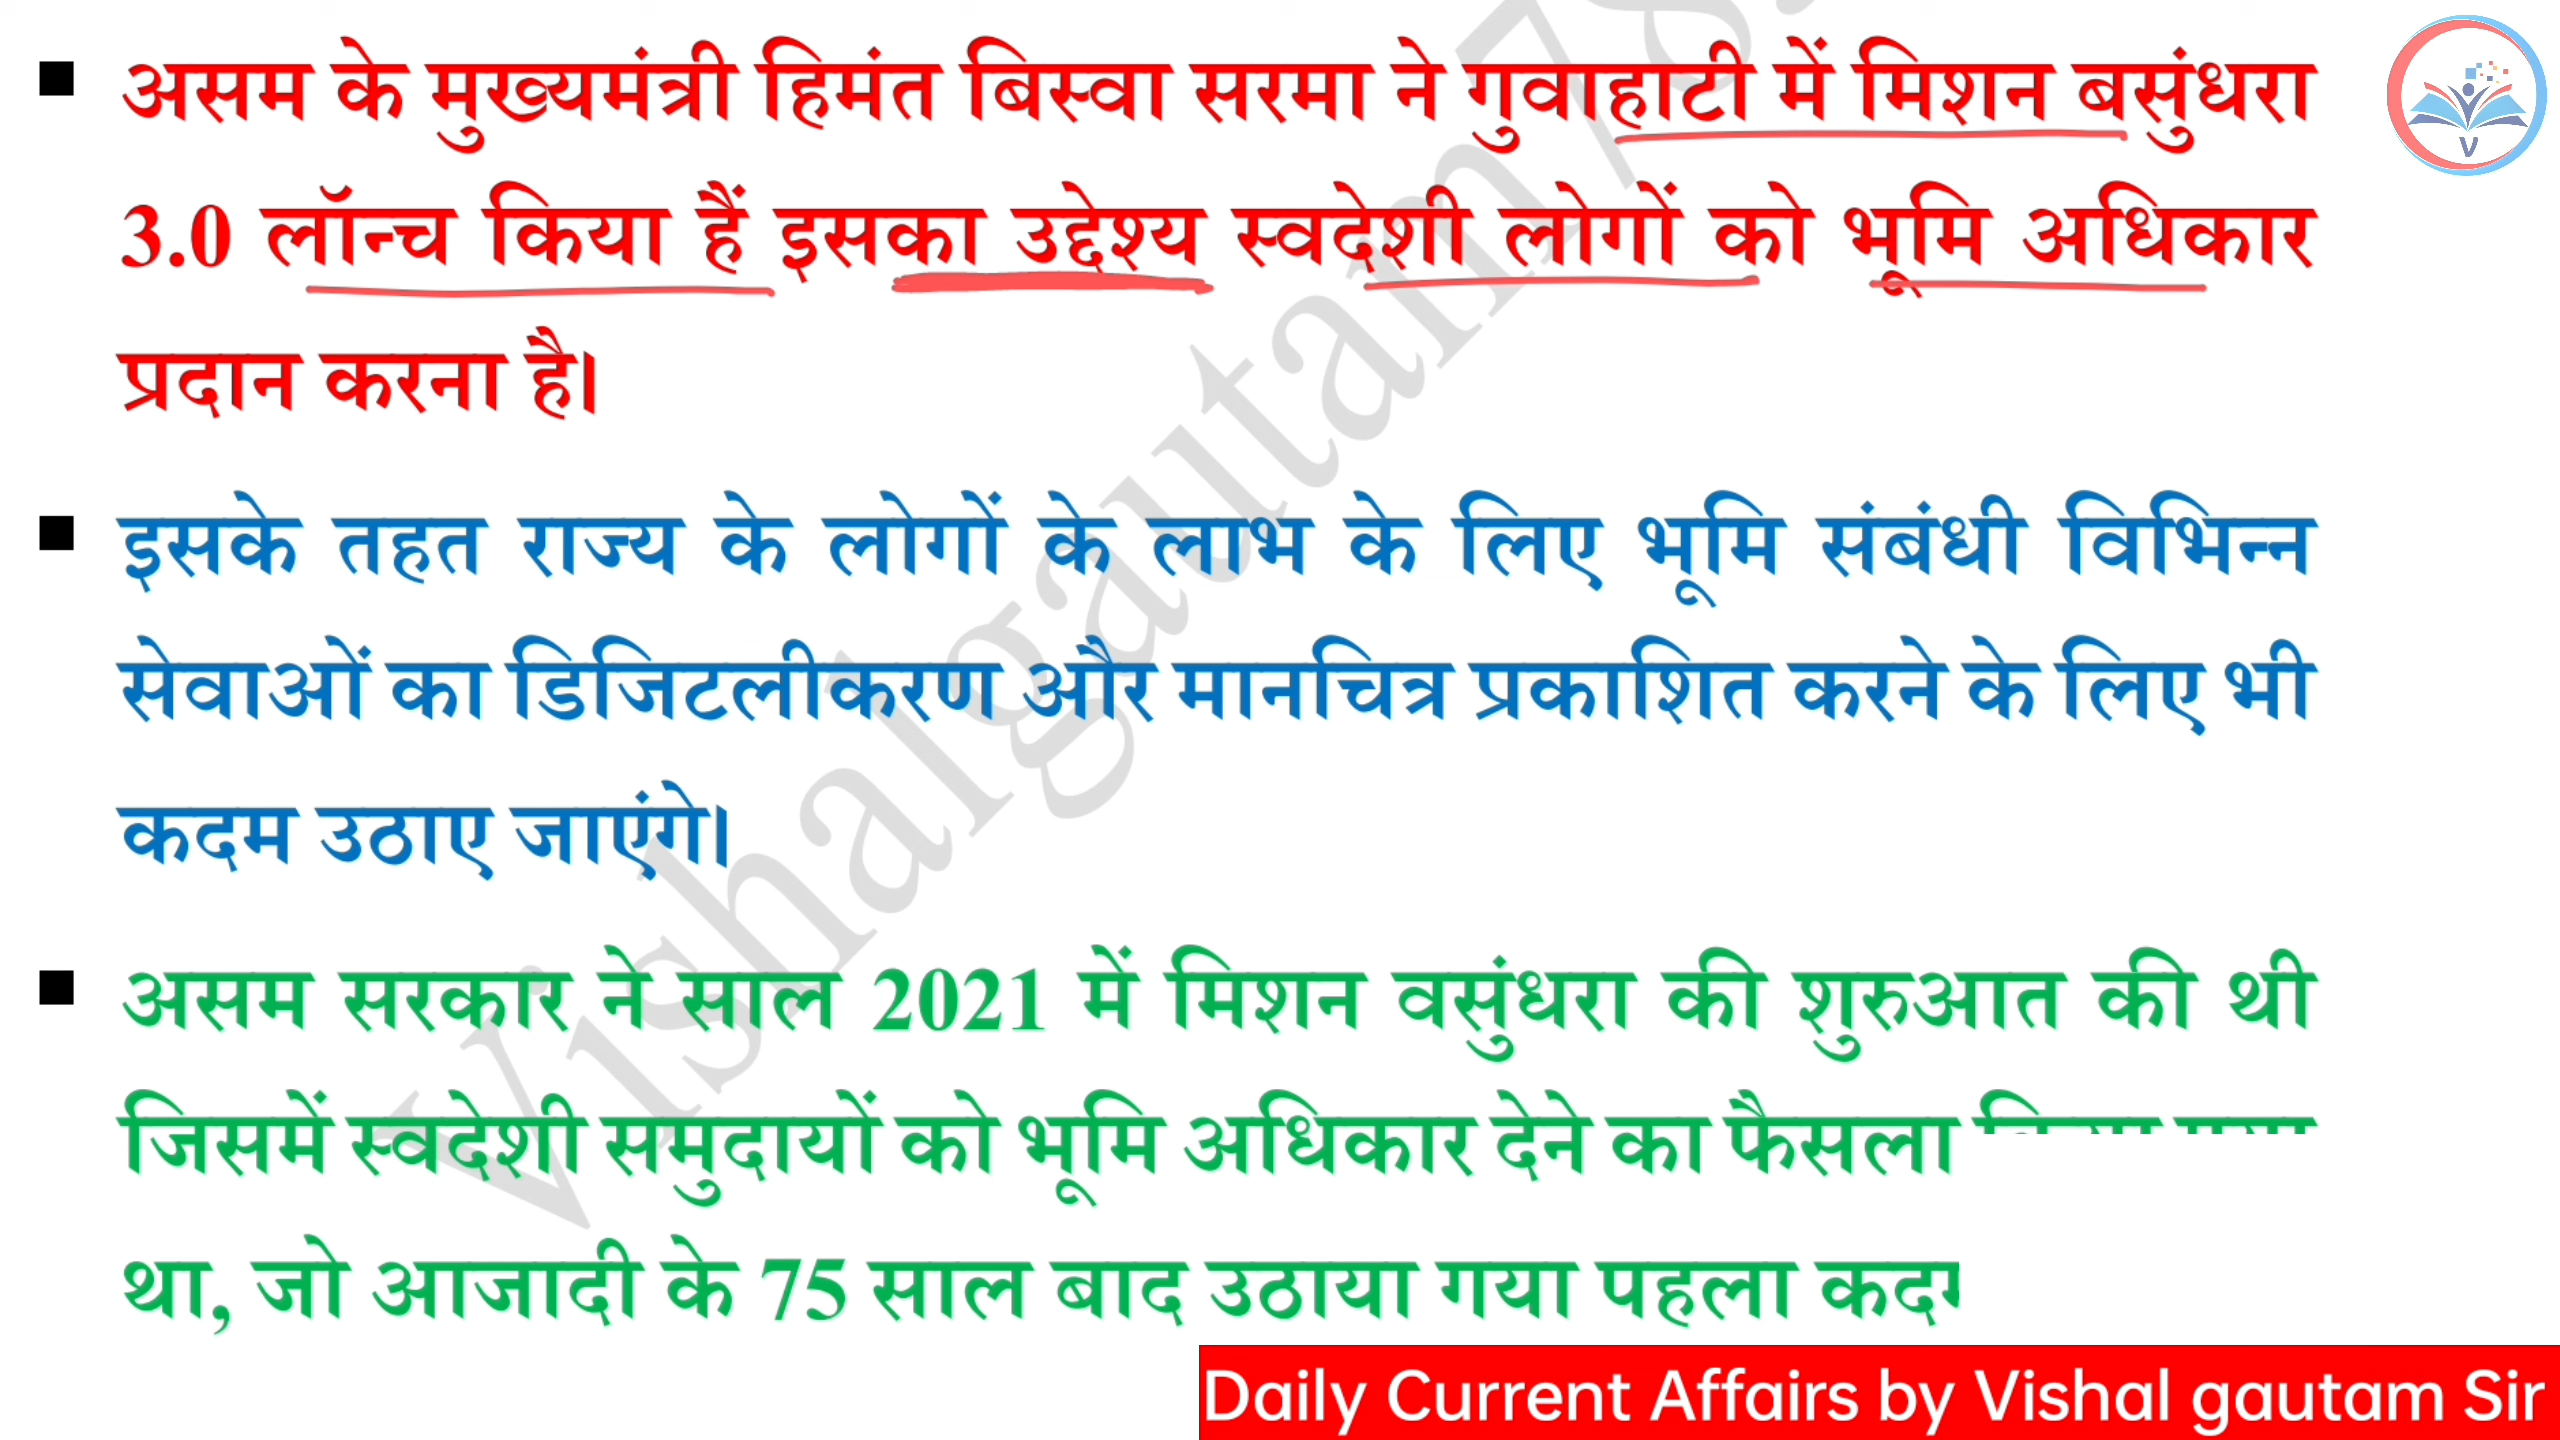 असम के मुख्यमंत्री हिमंत बिस्वा सरमा ने गुवाहाटी में मिशन बसुंधरा
3.0 लॉन्च किया हैं इसका उद्देश्य स्वदेशी लोगों को भूमि अधिकार
प्रदान करना है।
इसके तहत राज्य के लोगों के लाभ के लिए भूमि संबंधी विभिन्न
सेवाओं का डिजिटलीकरण और मानचित्र प्रकाशित करने के लिए भी
कदम उठाए जाएंगे।
असम सरकार ने साल 2021 में मिशन वसुंधरा की शुरुआत की थी
जिसमें स्वदेशी समुदायों को भूमि अधिकार देने का फैसला
था, जो आजादी के 75 साल बाद उठाया गया पहला
Daily Current Affairs by Vishal gautam Sir
V